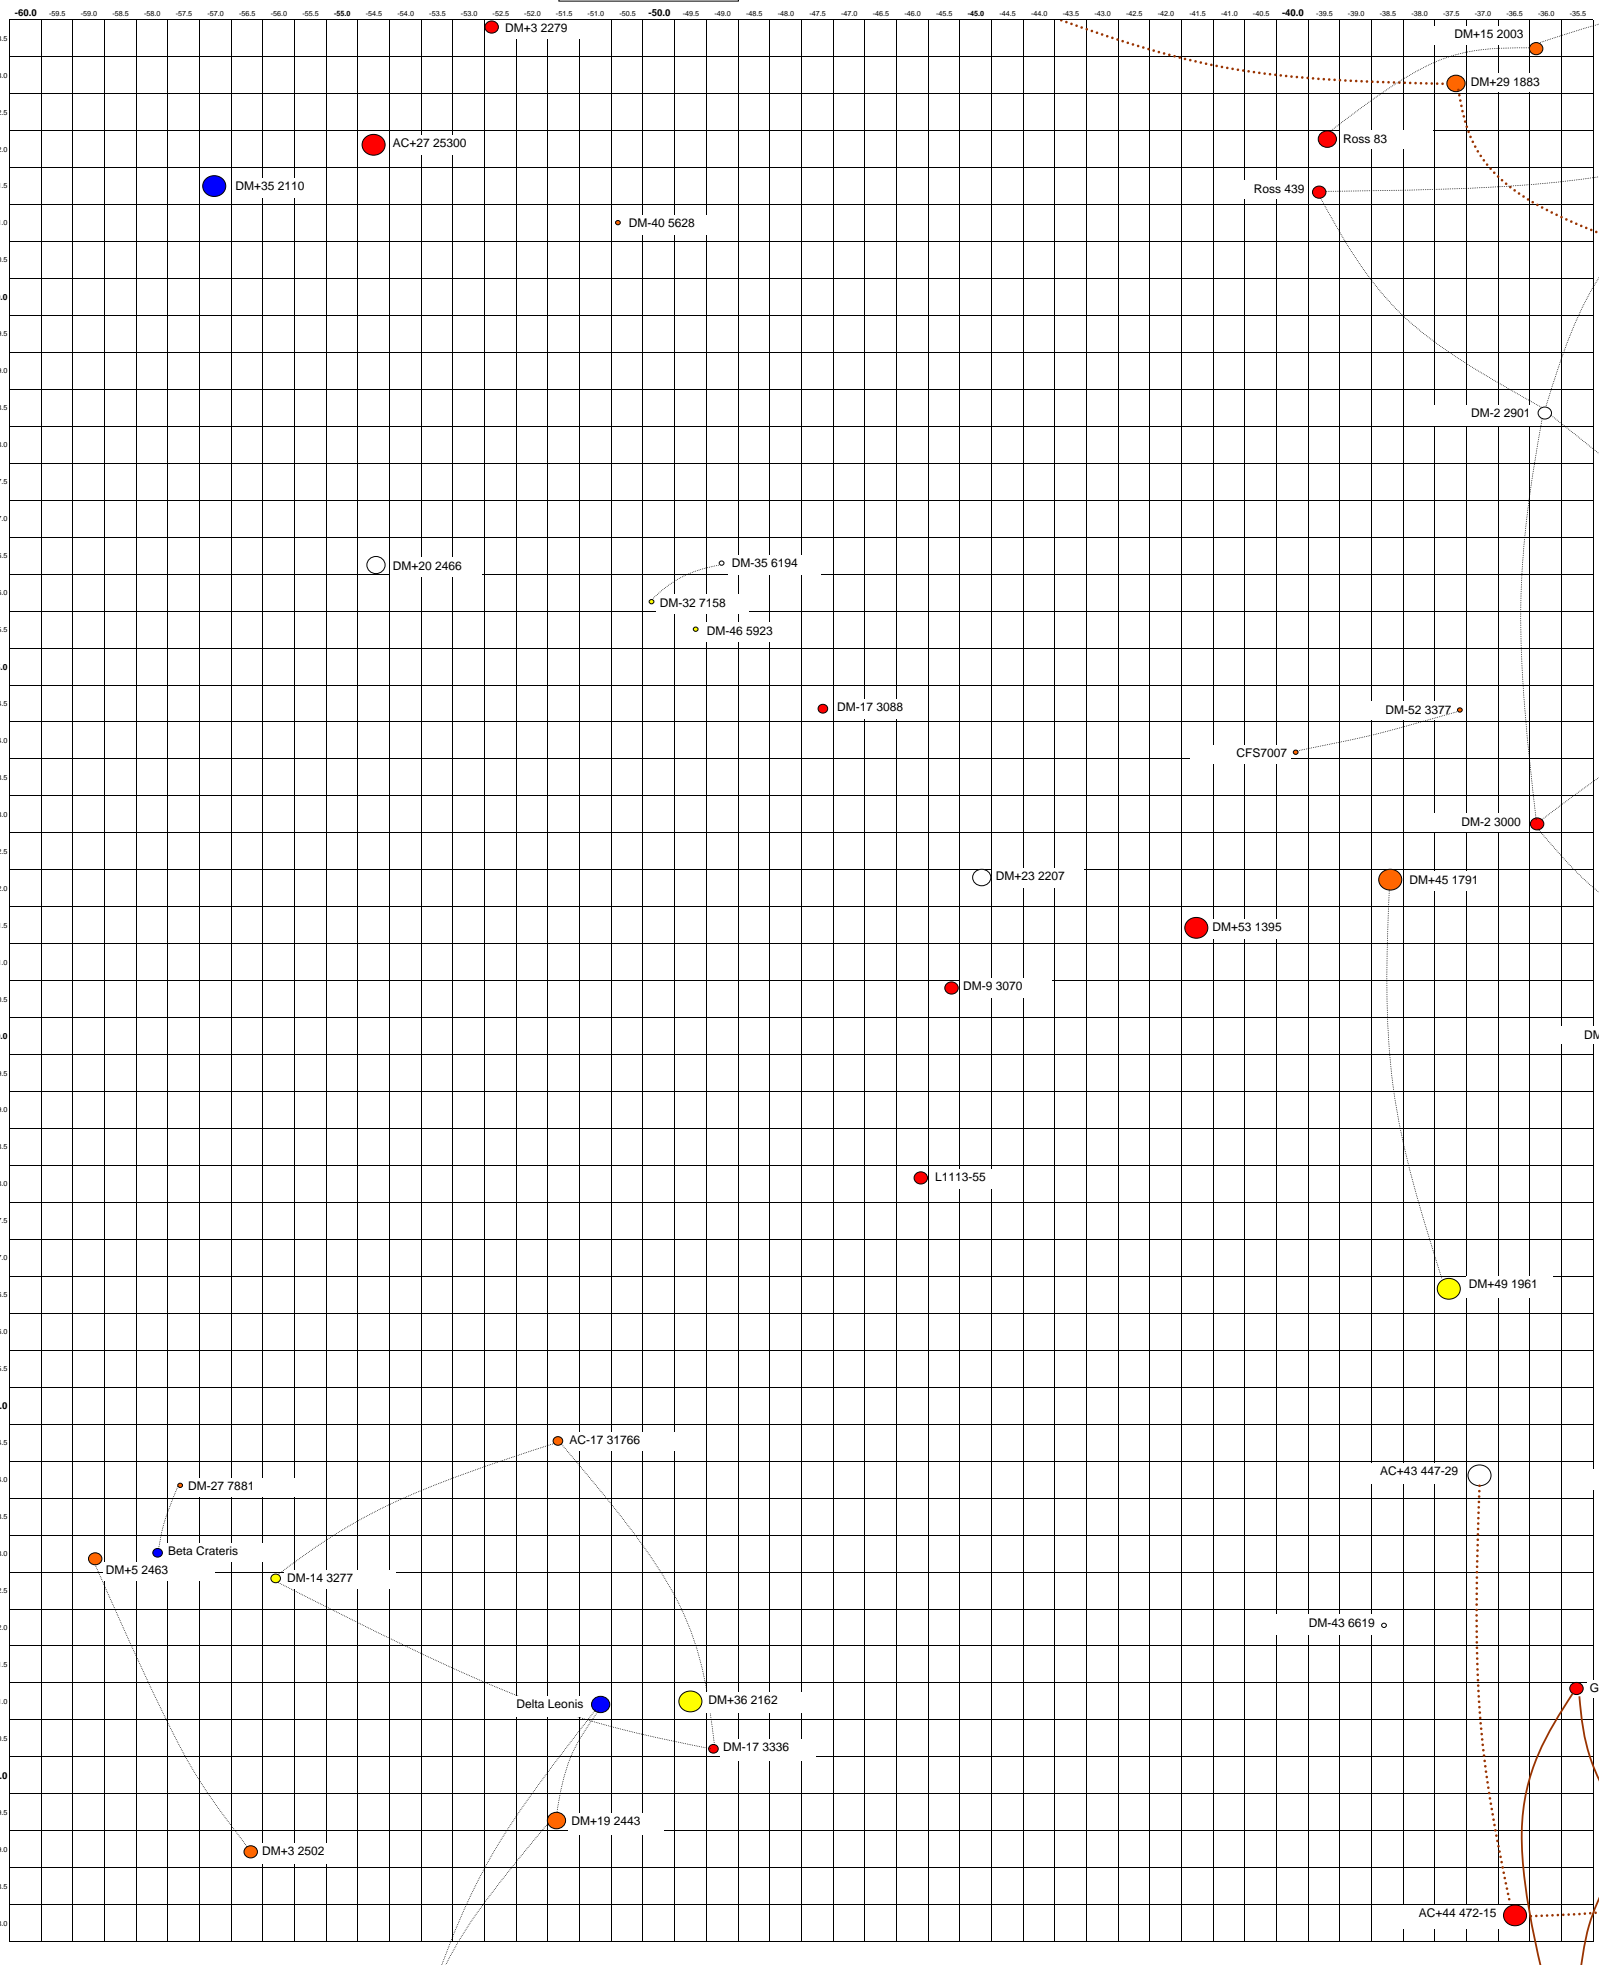 -60.0 -59.5 -59.0 -58.5 -58.0 -57.5 -57.0 -56.5 -56.0 -55.5 -55.0 -54.5 -54.0 -53.5 -53.0 -52.5 -52.0 -51.5 -51.0 -50.5 -50.0 -49.5 -49.0 -48.5 -48.0 -47.5 -47.0 -46.5 -46.0 -45.5 -45.0 -44.5 -44.0 -43.5 -43.0 -42.5 -42.0 -41.5 -41.0 -40.5 -40.0 -39.5 -39.0 -38.5 -38.0 -37.5 -37.0 -36.5 -36.0 -35.5
DM+3 2279
DM+15 2003
DM+29 1883
AC+27 25300
Ross 83
DM+35 2110
Ross 439
DM-40 5628
DM-2 2901
DM+20 2466
DM-35 6194
DM-32 7158
DM-46 5923
DM-17 3088
DM-52 3377
CFS7007
DM-2 3000
DM+23 2207
DM+45 1791
DM+53 1395
DM-9 3070
DM
L1113-55
DM+49 1961
AC-17 31766
AC+43 447-29
DM-27 7881
Beta Crateris
DM+5 2463
DM-14 3277
DM-43 6619
G
Delta Leonis
DM+36 2162
DM-17 3336
DM+19 2443
DM+3 2502
AC+44 472-15